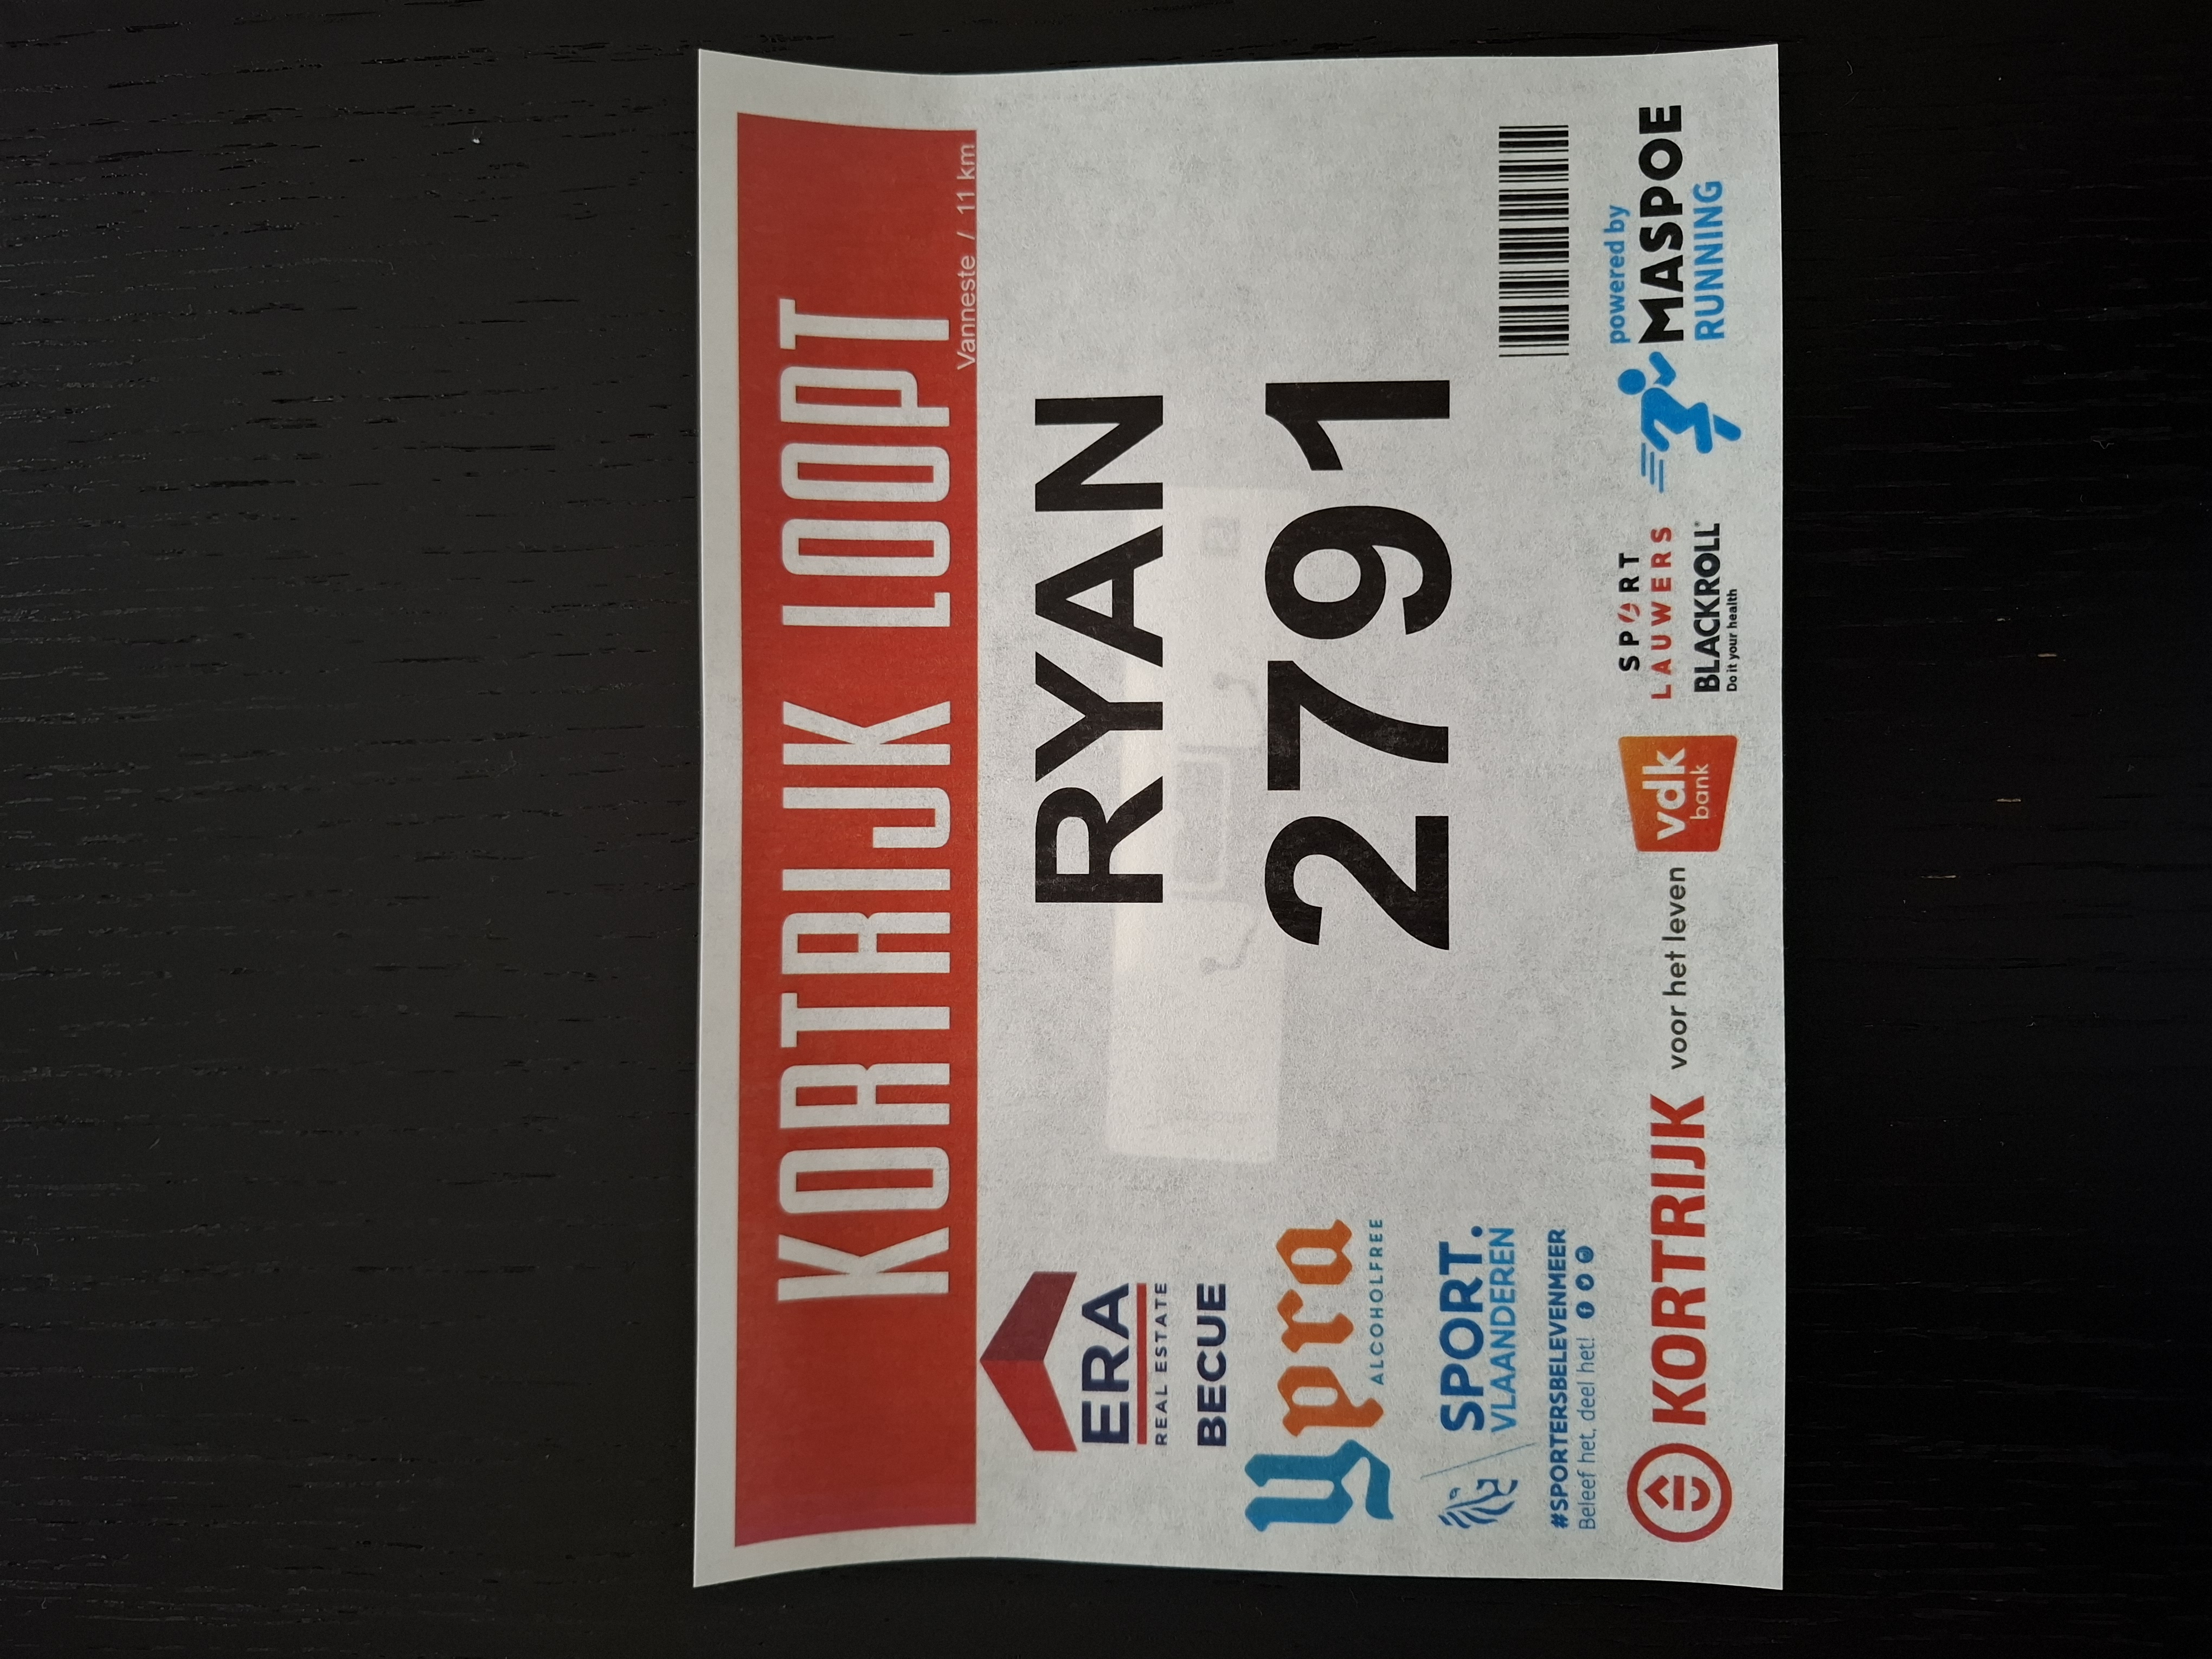 KORTRIJK LOOPT
Vanneste / 11 km
ERA
REAL ESTATE
BECUE
RYAN
2791
ypra
ALCOHOLFREE
SPORT.
VLAANDEREN
#SPORTERSBELEVENMEER
Beleef het, deel het!
KORTRIJK
voor het leven
vdk
bank
SPORT
LAUWERS
BLACKROLL®
Do it your health
powered by
MASPOE
RUNNING